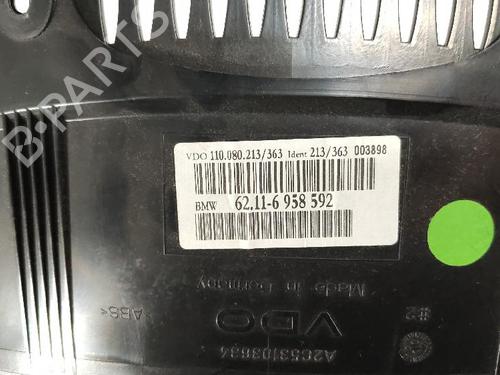 B-PARTS
VDO 110.080.213/363 Ident 213/363 003898
BMW 62.11-6 958 592
Made in Germany
ABS<
VDO
A2C53103634